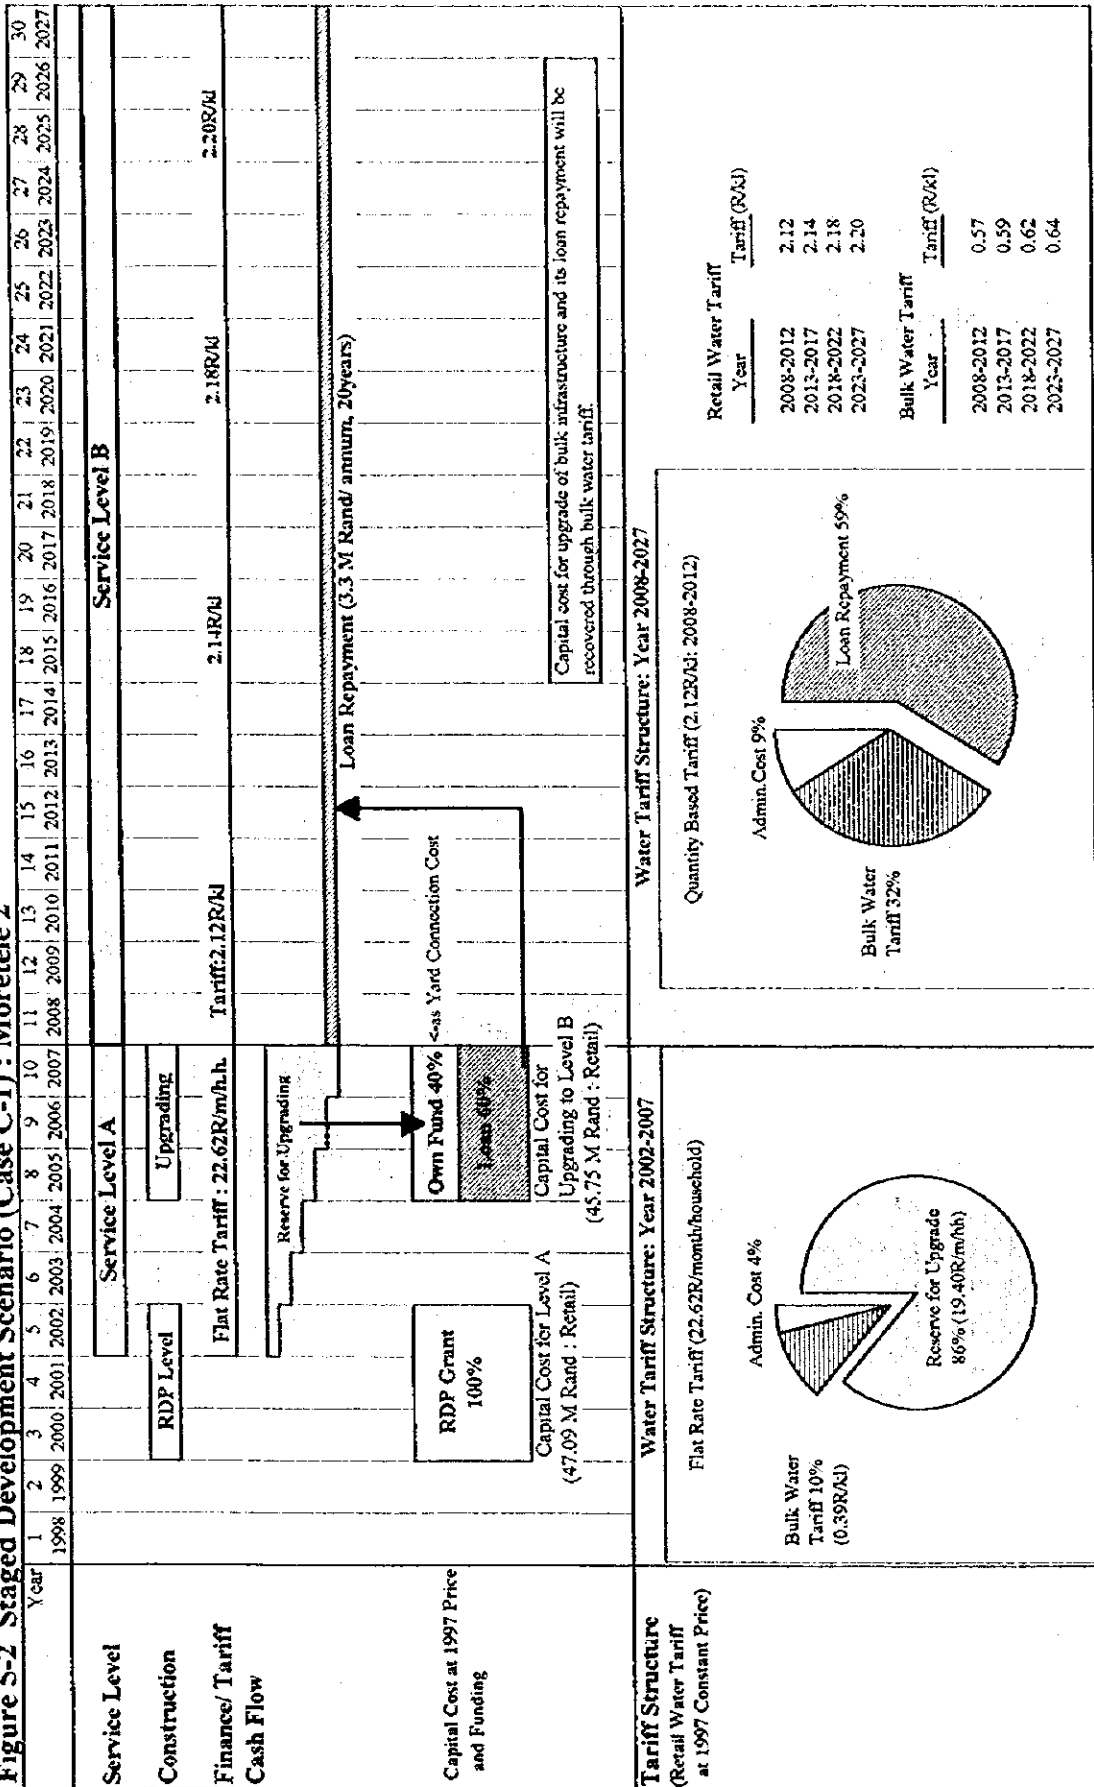 Figure 5-2 Staged Development Scenario (Case C-1) : Moretele 2
Year 1 2 3 4 5 6 7 8 9 10 11 12 13 14 15 16 17 18 19 20 21 22 23 24 25 26 27 28 29 30
1998 1999 2000 2001 2002 2003 2004 2005 2006 2007 2008 2009 2010 2011 2012 2013 2014 2015 2016 2017 2018 2019 2020 2021 2022 2023 2024 2025 2026 2027
Service Level
Service Level A
Service Level B
Construction
RDP Level
Upgrading
Finance/ Tariff
Cash Flow
Flat Rate Tariff : 22.62R/m/h.h.
Tariff:2.12R/kl
2.14R/kl
2.18R/kl
2.20R/kl
Reserve for Upgrading
Loan Repayment (3.3 M Rand/ annum, 20years)
Capital Cost at 1997 Price
and Funding
RDP Grant
100%
Own Fund 40%
<-as Yard Connection Cost
Loan 60%
Capital Cost for Level A
(47.09 M Rand : Retail)
Capital Cost for
Upgrading to Level B
(45.75 M Rand : Retail)
Capital cost for upgrade of bulk infrastructure and its loan repayment will be
recovered through bulk water tariff.
Tariff Structure
(Retail Water Tariff
at 1997 Constant Price)
Water Tariff Structure: Year 2002-2007
Flat Rate Tariff (22.62R/month/household)
Bulk Water
Tariff 10%
(0.39R/kl)
Admin. Cost 4%
Reserve for Upgrade
86% (19.40R/m/hh)
Water Tariff Structure: Year 2008-2027
Quantity Based Tariff (2.12R/kl: 2008-2012)
Admin.Cost 9%
Bulk Water
Tariff 32%
Loan Repayment 59%
Retail Water Tariff
Year Tariff (R/kl)
2008-2012 2.12
2013-2017 2.14
2018-2022 2.18
2023-2027 2.20
Bulk Water Tariff
Year Tariff (R/kl)
2008-2012 0.57
2013-2017 0.59
2018-2022 0.62
2023-2027 0.64